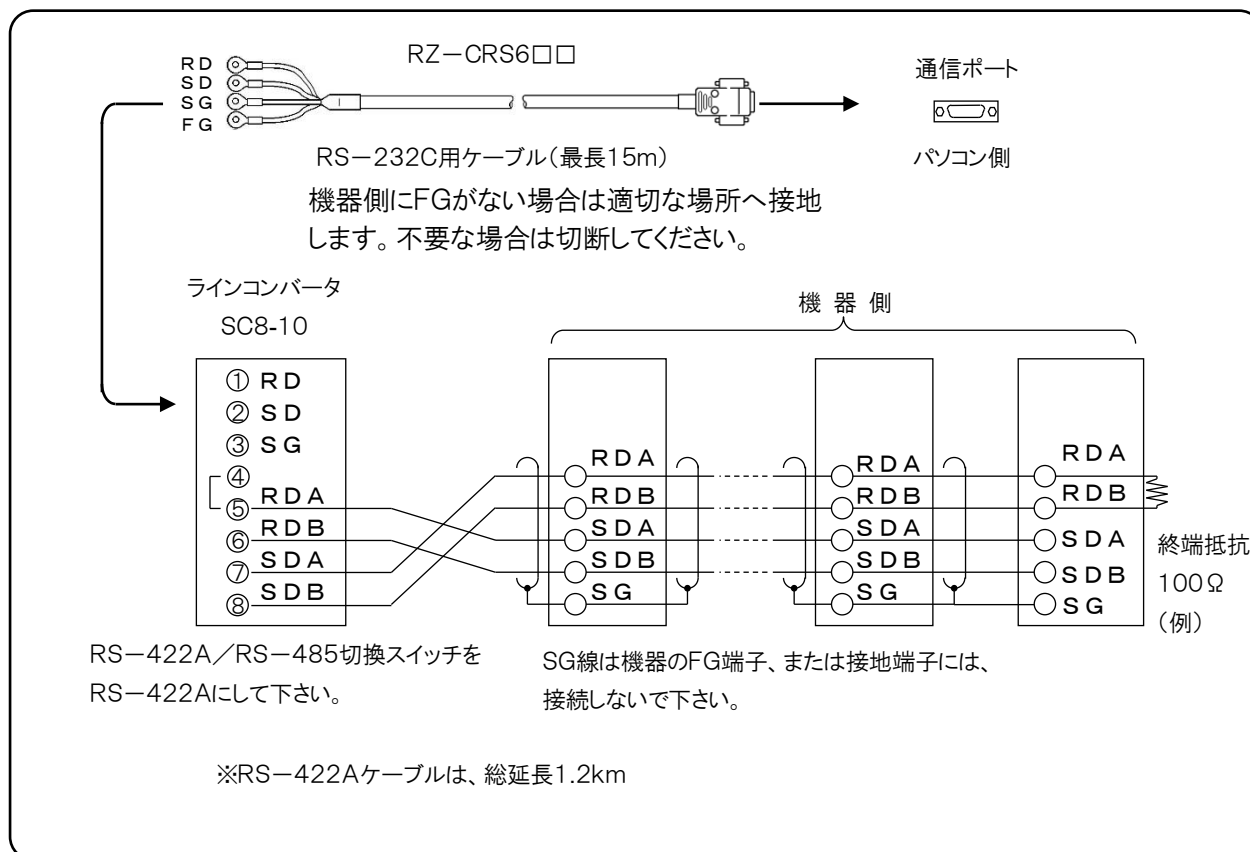 RZ－CRS6□□
RD
SD
SG
FG
通信ポート
パソコン側
RS－232C用ケーブル（最長15m）
機器側にFGがない場合は適切な場所へ接地
します。不要な場合は切断してください。
ラインコンバータ
SC8-10
機 器 側
① RD
② SD
③ SG
④
RDA
⑤
RDB
⑥
SDA
⑦
SDB
⑧
RDA
RDB
SDA
SDB
SG
RDA
RDB
SDA
SDB
SG
RDA
RDB
SDA
SDB
SG
終端抵抗
100Ω
（例）
RS－422A／RS－485切換スイッチを
RS－422Aにして下さい。
SG線は機器のFG端子、または接地端子には、
接続しないで下さい。
※RS－422Aケーブルは、総延長1.2km